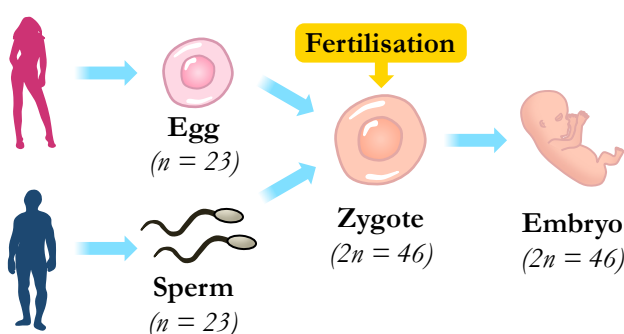 Fertilisation
Egg
(n = 23)
Zygote
(2n = 46)
Embryo
(2n = 46)
Sperm
(n = 23)